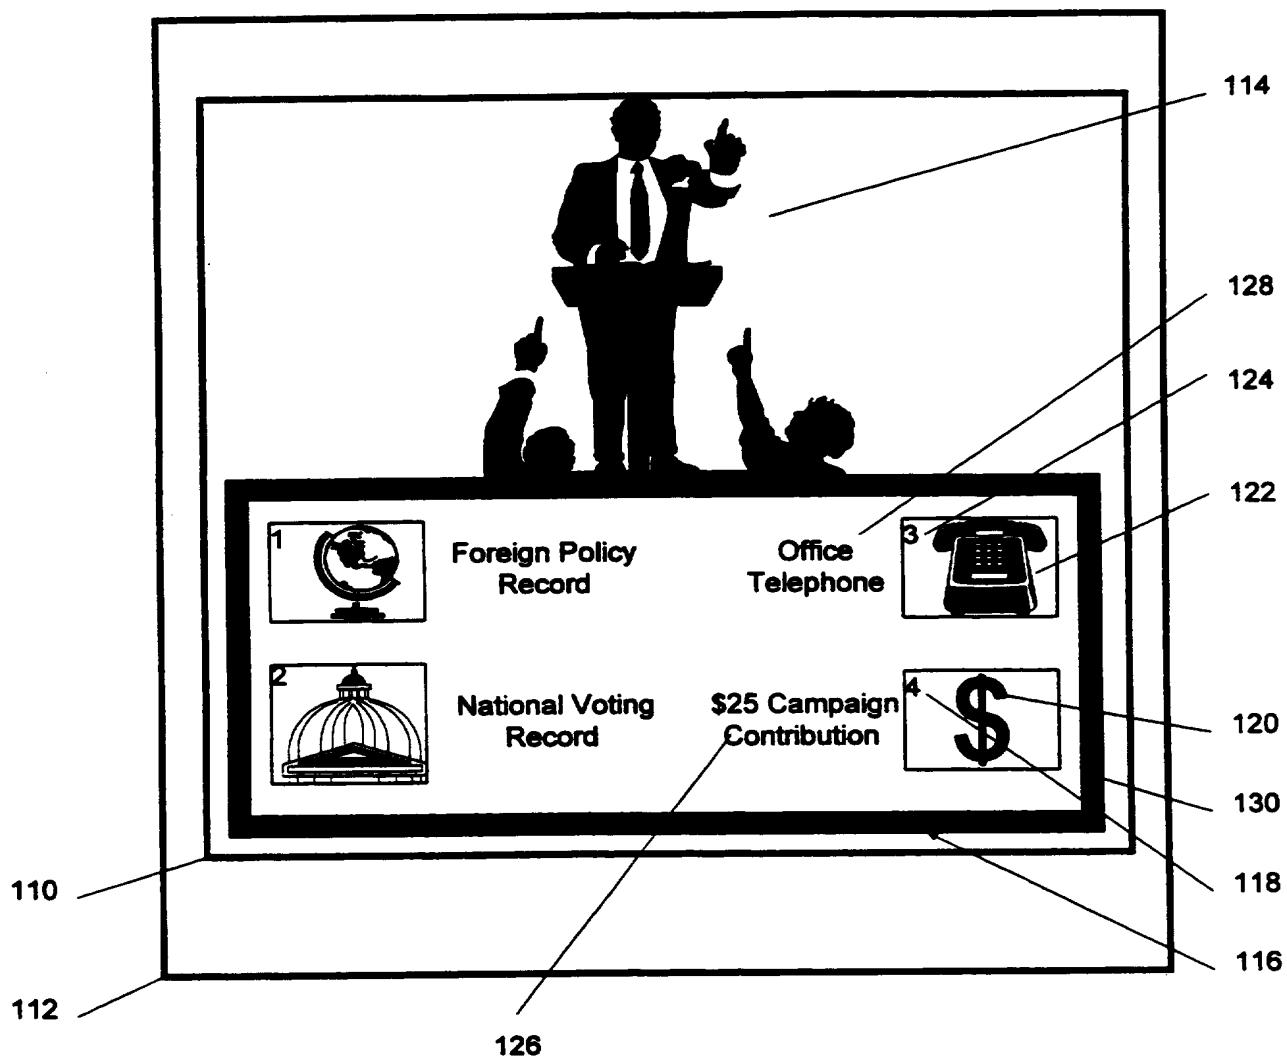 114
128
124
122
1
Foreign Policy
Record
Office
Telephone
3
2
National Voting
Record
$25 Campaign
Contribution
4
120
130
110
118
116
112
126